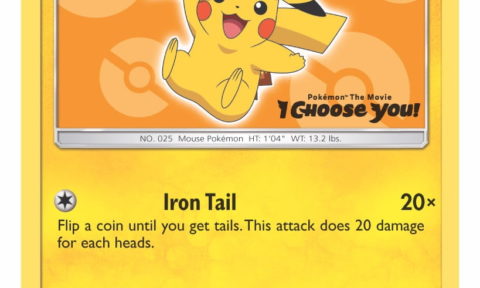 Pokémon™ The Movie
I Choose You!
NO. 025 Mouse Pokémon HT: 1'04" WT: 13.2 lbs.
Iron Tail 20×
Flip a coin until you get tails. This attack does 20 damage
for each heads.